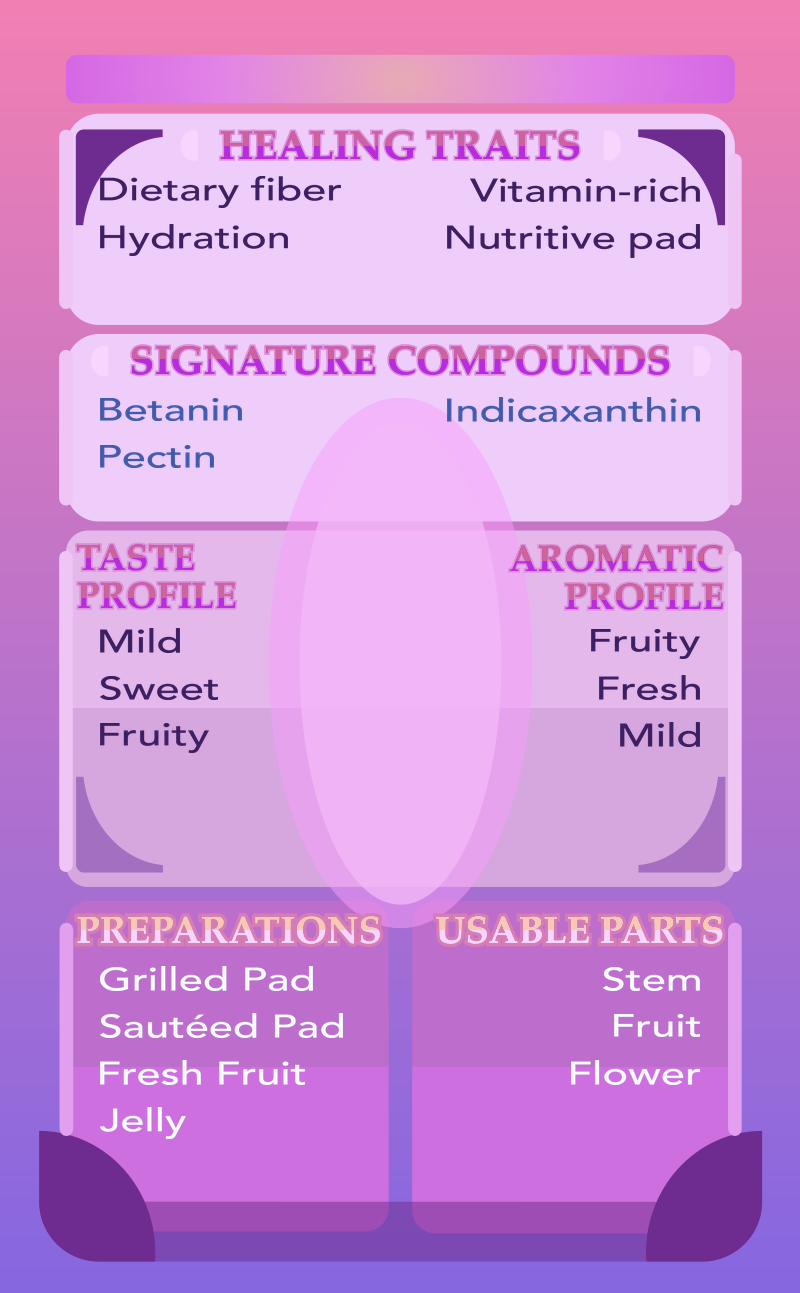 HEALING TRAITS
Dietary fiber
Vitamin-rich
Hydration
Nutritive pad
SIGNATURE COMPOUNDS
Betanin
Indicaxanthin
Pectin
TASTE
PROFILE
Mild
Sweet
Fruity
AROMATIC
PROFILE
Fruity
Fresh
Mild
PREPARATIONS
Grilled Pad
Sautéed Pad
Fresh Fruit
Jelly
USABLE PARTS
Stem
Fruit
Flower